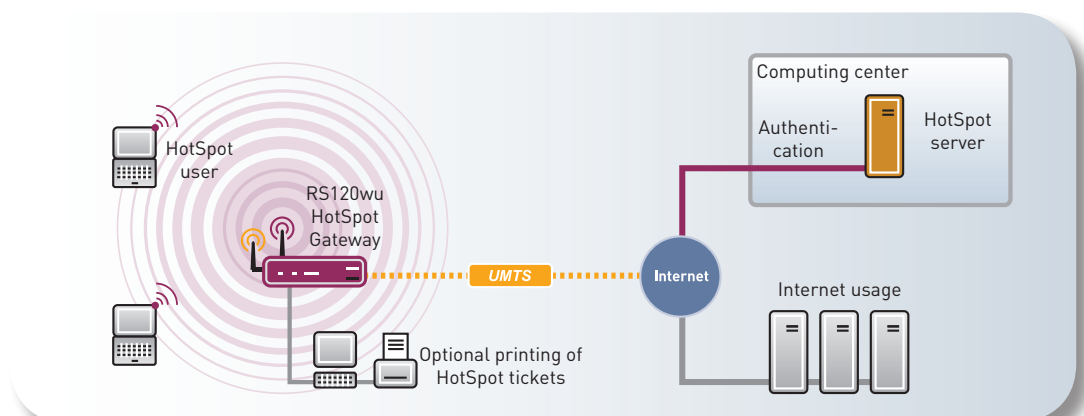 Computing center
Authenti-
cation
HotSpot
server
HotSpot
user
RS120wu
HotSpot
Gateway
UMTS
Internet
Internet usage
Optional printing of
HotSpot tickets